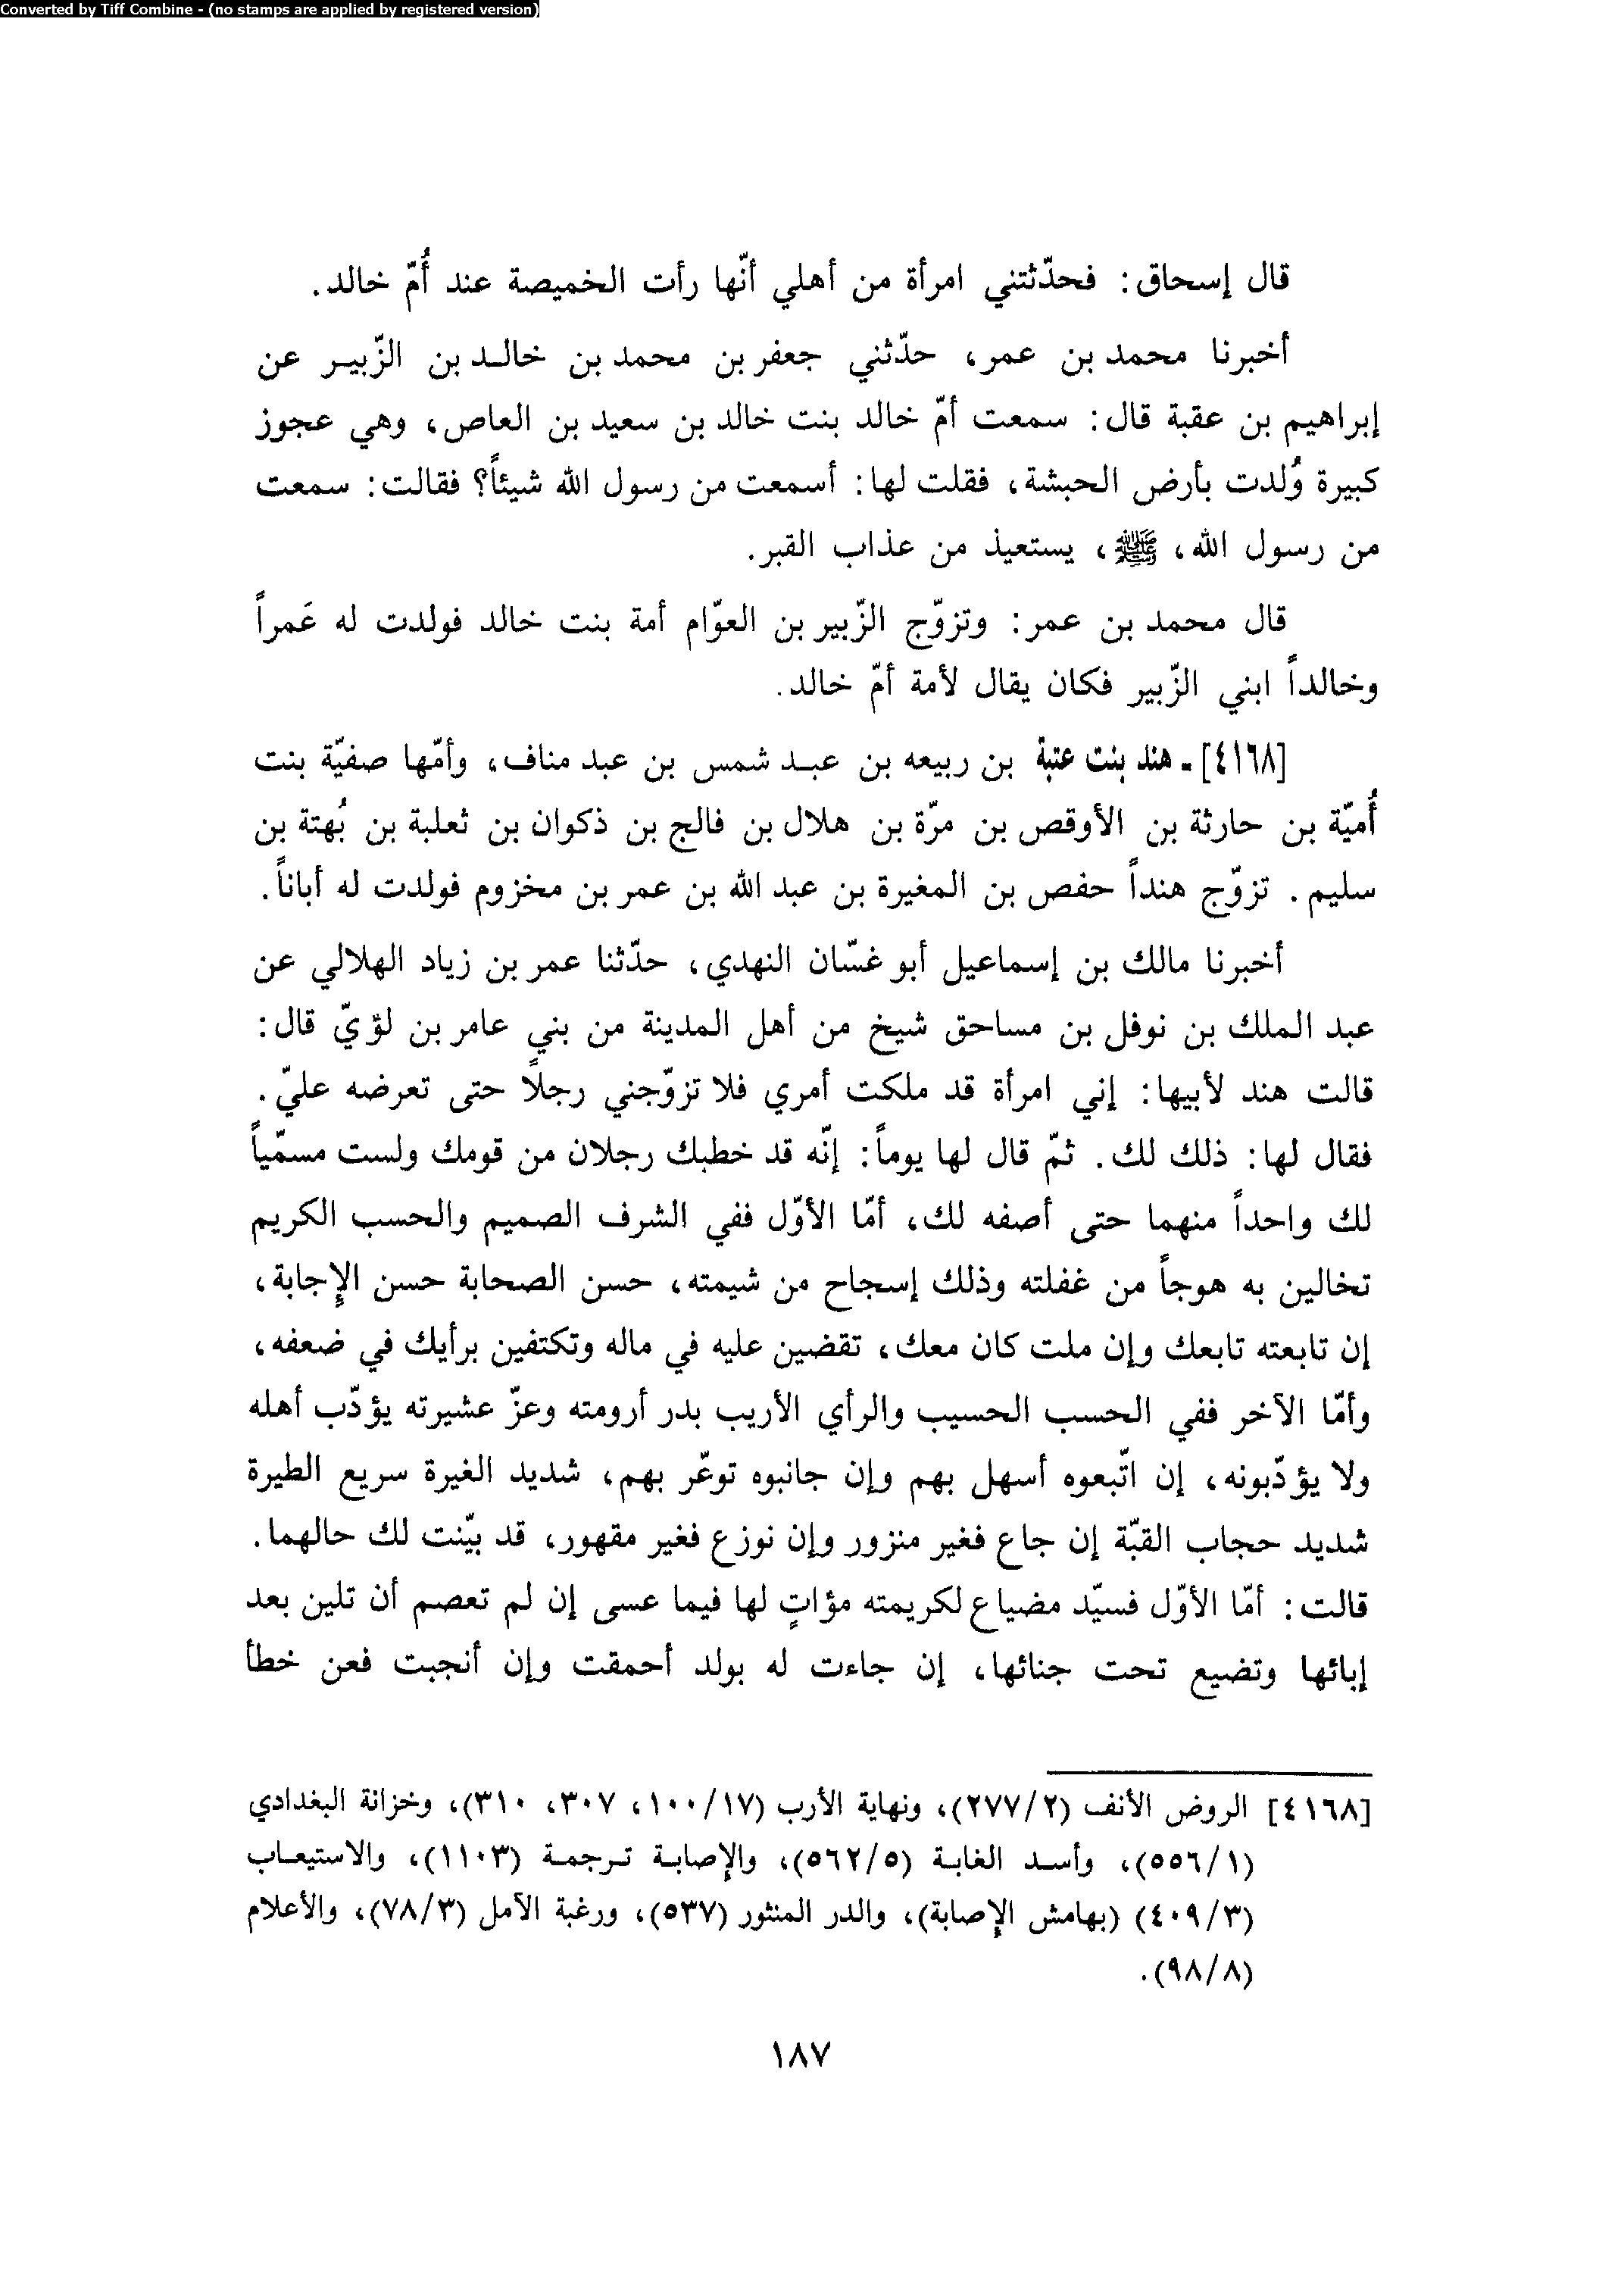 Converted by Tiff Combine - (no stamps are applied by registered version)
قال إسحاق: فحدّثتني امرأة من أهلي أنّها رأت الخميصة عند أُمّ خالد.
أخبرنا محمد بن عمر، حدّثني جعفر بن محمد بن خالد بن الزّبير عن
إبراهيم بن عقبة قال: سمعت أمّ خالد بنت خالد بن سعيد بن العاص، وهي عجوز
كبيرة وُلدت بأرض الحبشة، فقلت لها: أسمعت من رسول الله شيئاً؟ فقالت: سمعت
من رسول الله، ﷺ، يستعيذ من عذاب القبر.
قال محمد بن عمر: وتزوّج الزّبير بن العوّام أمة بنت خالد فولدت له عَمراً
وخالداً ابني الزّبير فكان يقال لأمة أمّ خالد.
[٤١٦٨] - هند بنت عتبة بن ربيعه بن عبد شمس بن عبد مناف، وأمّها صفيّة بنت
أُميّة بن حارثة بن الأوقص بن مرّة بن هلال بن فالج بن ذكوان بن ثعلبة بن بُهتة بن
سليم. تزوّج هنداً حفص بن المغيرة بن عبد الله بن عمر بن مخزوم فولدت له أباناً.
أخبرنا مالك بن إسماعيل أبو غسّان النهدي، حدّثنا عمر بن زياد الهلالي عن
عبد الملك بن نوفل بن مساحق شيخ من أهل المدينة من بني عامر بن لؤيّ قال:
قالت هند لأبيها: إني امرأة قد ملكت أمري فلا تزوّجني رجلاً حتى تعرضه عليّ.
فقال لها: ذلك لك. ثمّ قال لها يوماً: إنّه قد خطبك رجلان من قومك ولست مسمّياً
لك واحداً منهما حتى أصفه لك، أمّا الأوّل ففي الشرف الصميم والحسب الكريم
تخالين به هوجاً من غفلته وذلك إسجاح من شيمته، حسن الصحابة حسن الإجابة،
إن تابعته تابعك وإن ملت كان معك، تقضين عليه في ماله وتكتفين برأيك في ضعفه،
وأمّا الآخر ففي الحسب الحسيب والرأي الأريب بدر أرومته وعزّ عشيرته يؤدّب أهله
ولا يؤدّبونه، إن اتّبعوه أسهل بهم وإن جانبوه توعّر بهم، شديد الغيرة سريع الطيرة
شديد حجاب القبّة إن جاع فغير منزور وإن نوزع فغير مقهور، قد بيّنت لك حالهما.
قالت: أمّا الأوّل فسيّد مضياع لكريمته مؤاتٍ لها فيما عسى إن لم تعصم أن تلين بعد
إبائها وتضيع تحت جنائها، إن جاءت له بولد أحمقت وإن أنجبت فعن خطأ
[٤١٦٨] الروض الأنف (٢/ ٢٧٧)، ونهاية الأرب (١٧/ ١٠٠، ٣٠٧، ٣١٠)، وخزانة البغدادي
(١/ ٥٥٦)، وأسد الغابة (٥/ ٥٦٢)، والإصابة ترجمة (١١٠٣)، والاستيعاب
(٣/ ٤٠٩) (بهامش الإصابة)، والدر المنثور (٥٣٧)، ورغبة الآمل (٣/ ٧٨)، والأعلام
(٨/ ٩٨).
١٨٧